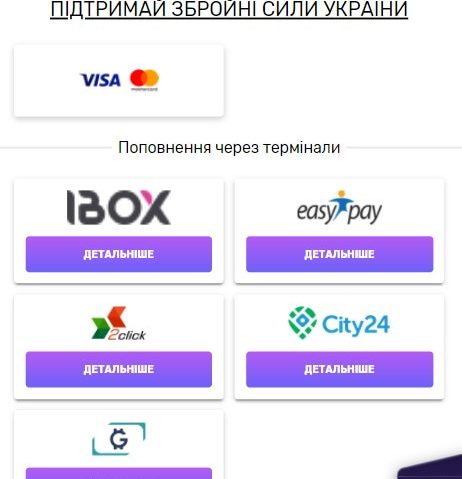 ПІДТРИМАЙ ЗБРОЙНІ СИЛИ УКРАЇНИ
VISA mastercard
Поповнення через термінали
IBOX easypay
ДЕТАЛЬНІШЕ ДЕТАЛЬНІШЕ
2click City24
ДЕТАЛЬНІШЕ ДЕТАЛЬНІШЕ
G